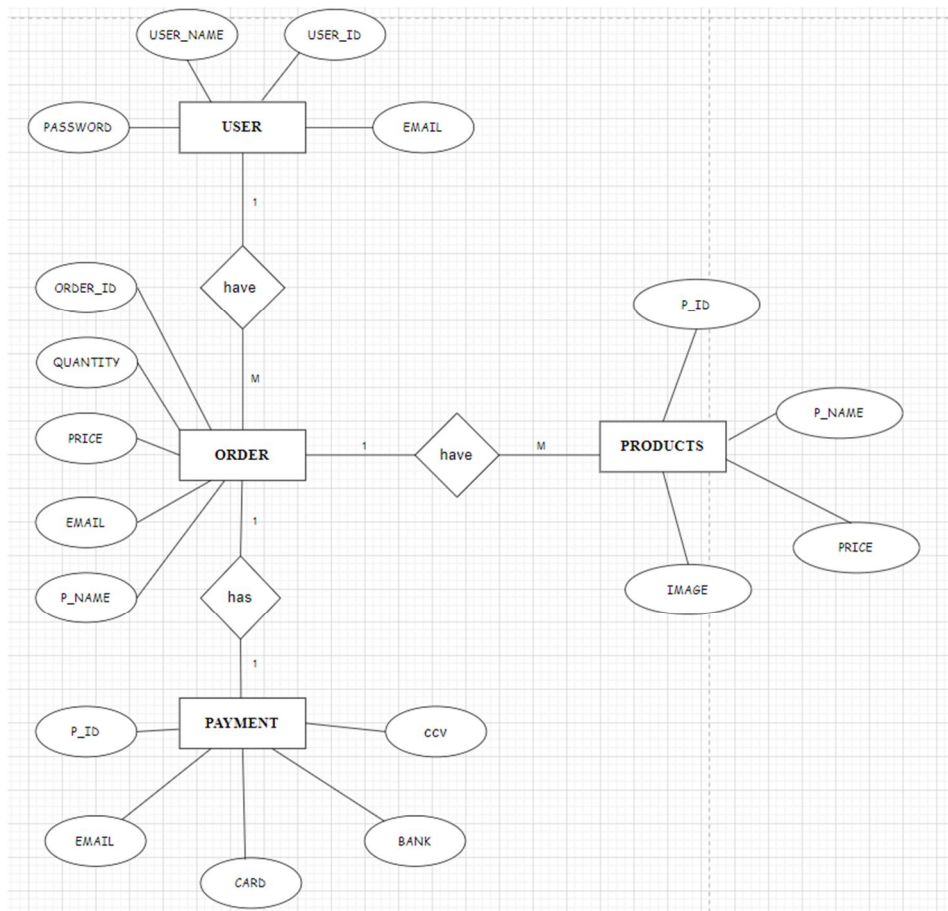 USER_NAME
USER_ID
PASSWORD
USER
EMAIL
1
have
ORDER_ID
P_ID
QUANTITY
M
P_NAME
PRICE
ORDER
1
have
M
PRODUCTS
EMAIL
1
PRICE
P_NAME
has
IMAGE
1
P_ID
PAYMENT
CCV
EMAIL
BANK
CARD